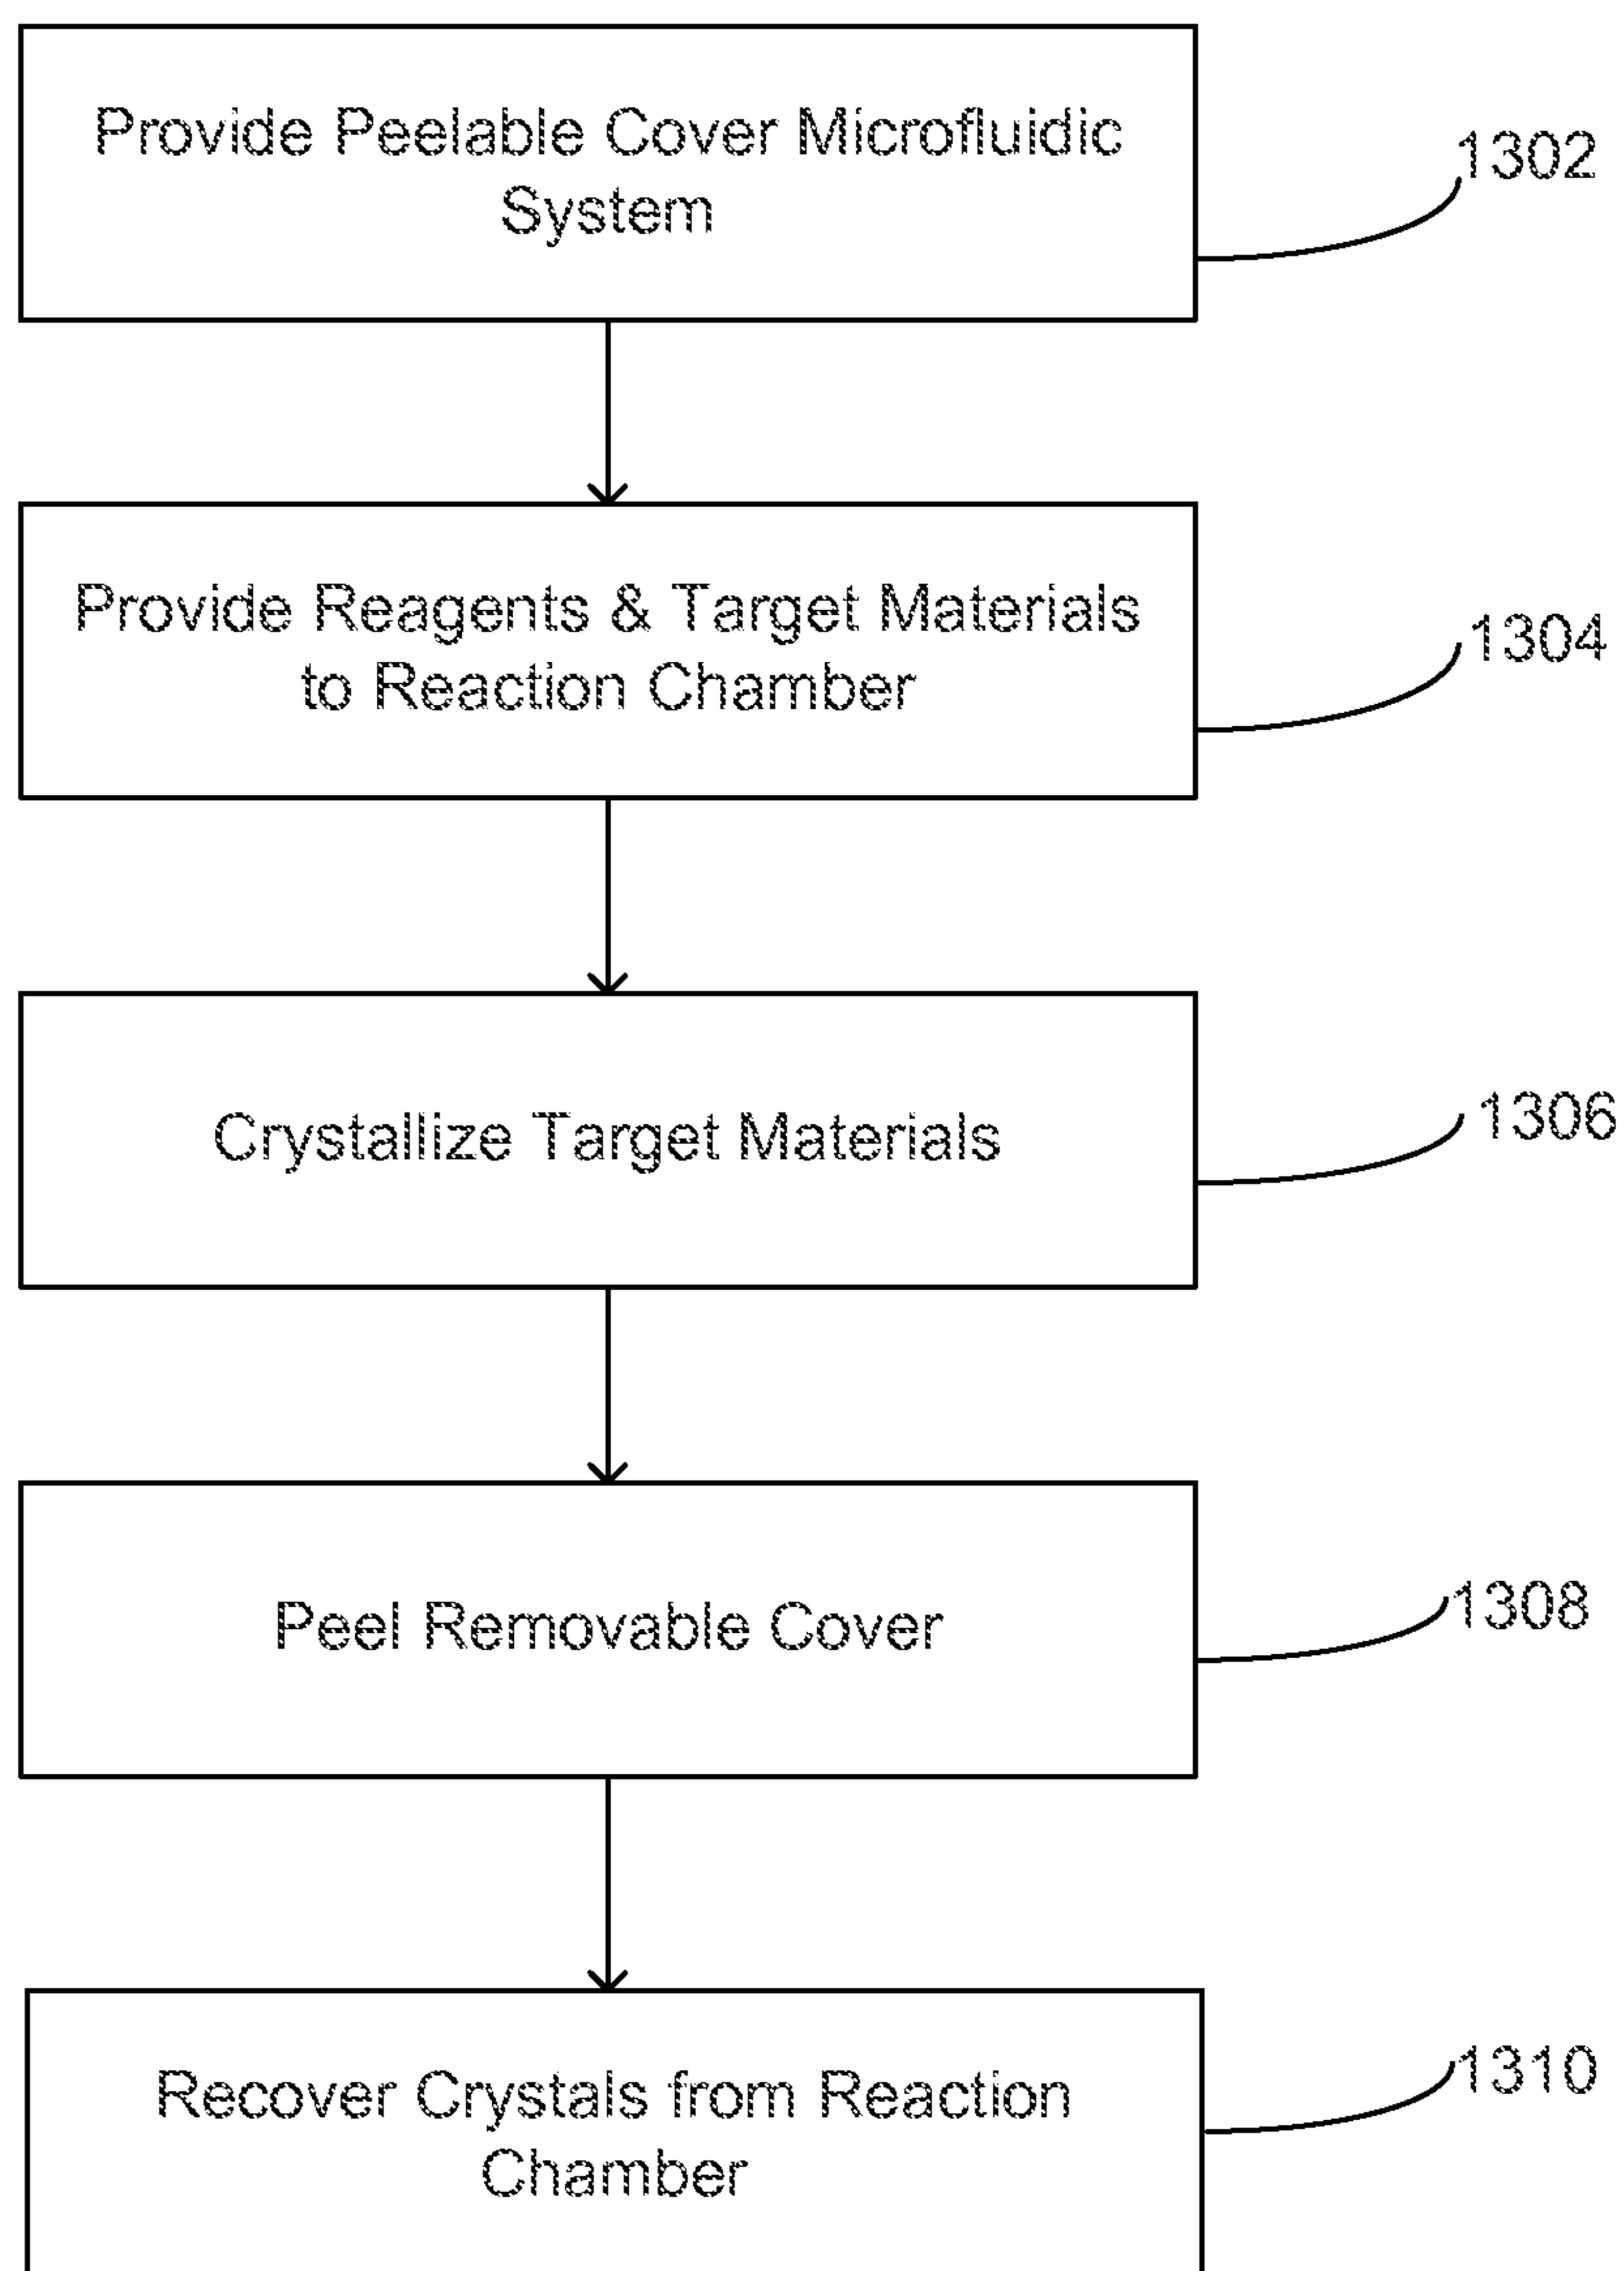 Provide Peelable Cover Microfluidic
System
1302
Provide Reagents & Target Materials
to Reaction Chamber
1304
Crystallize Target Materials
1306
Peel Removable Cover
1308
Recover Crystals from Reaction
Chamber
1310